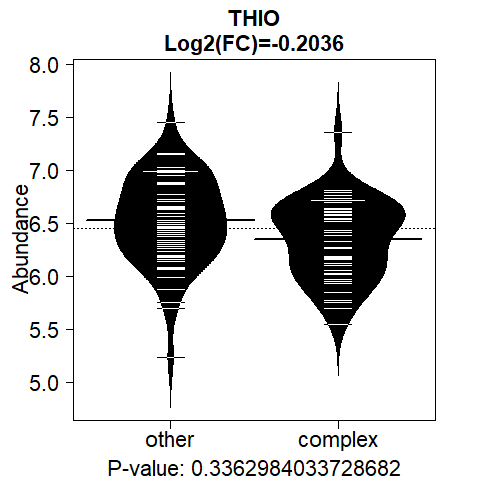 THIO
Log2(FC)=-0.2036
Abundance
8.0
7.5
7.0
6.5
6.0
5.5
5.0
other complex
P-value: 0.3362984033728682